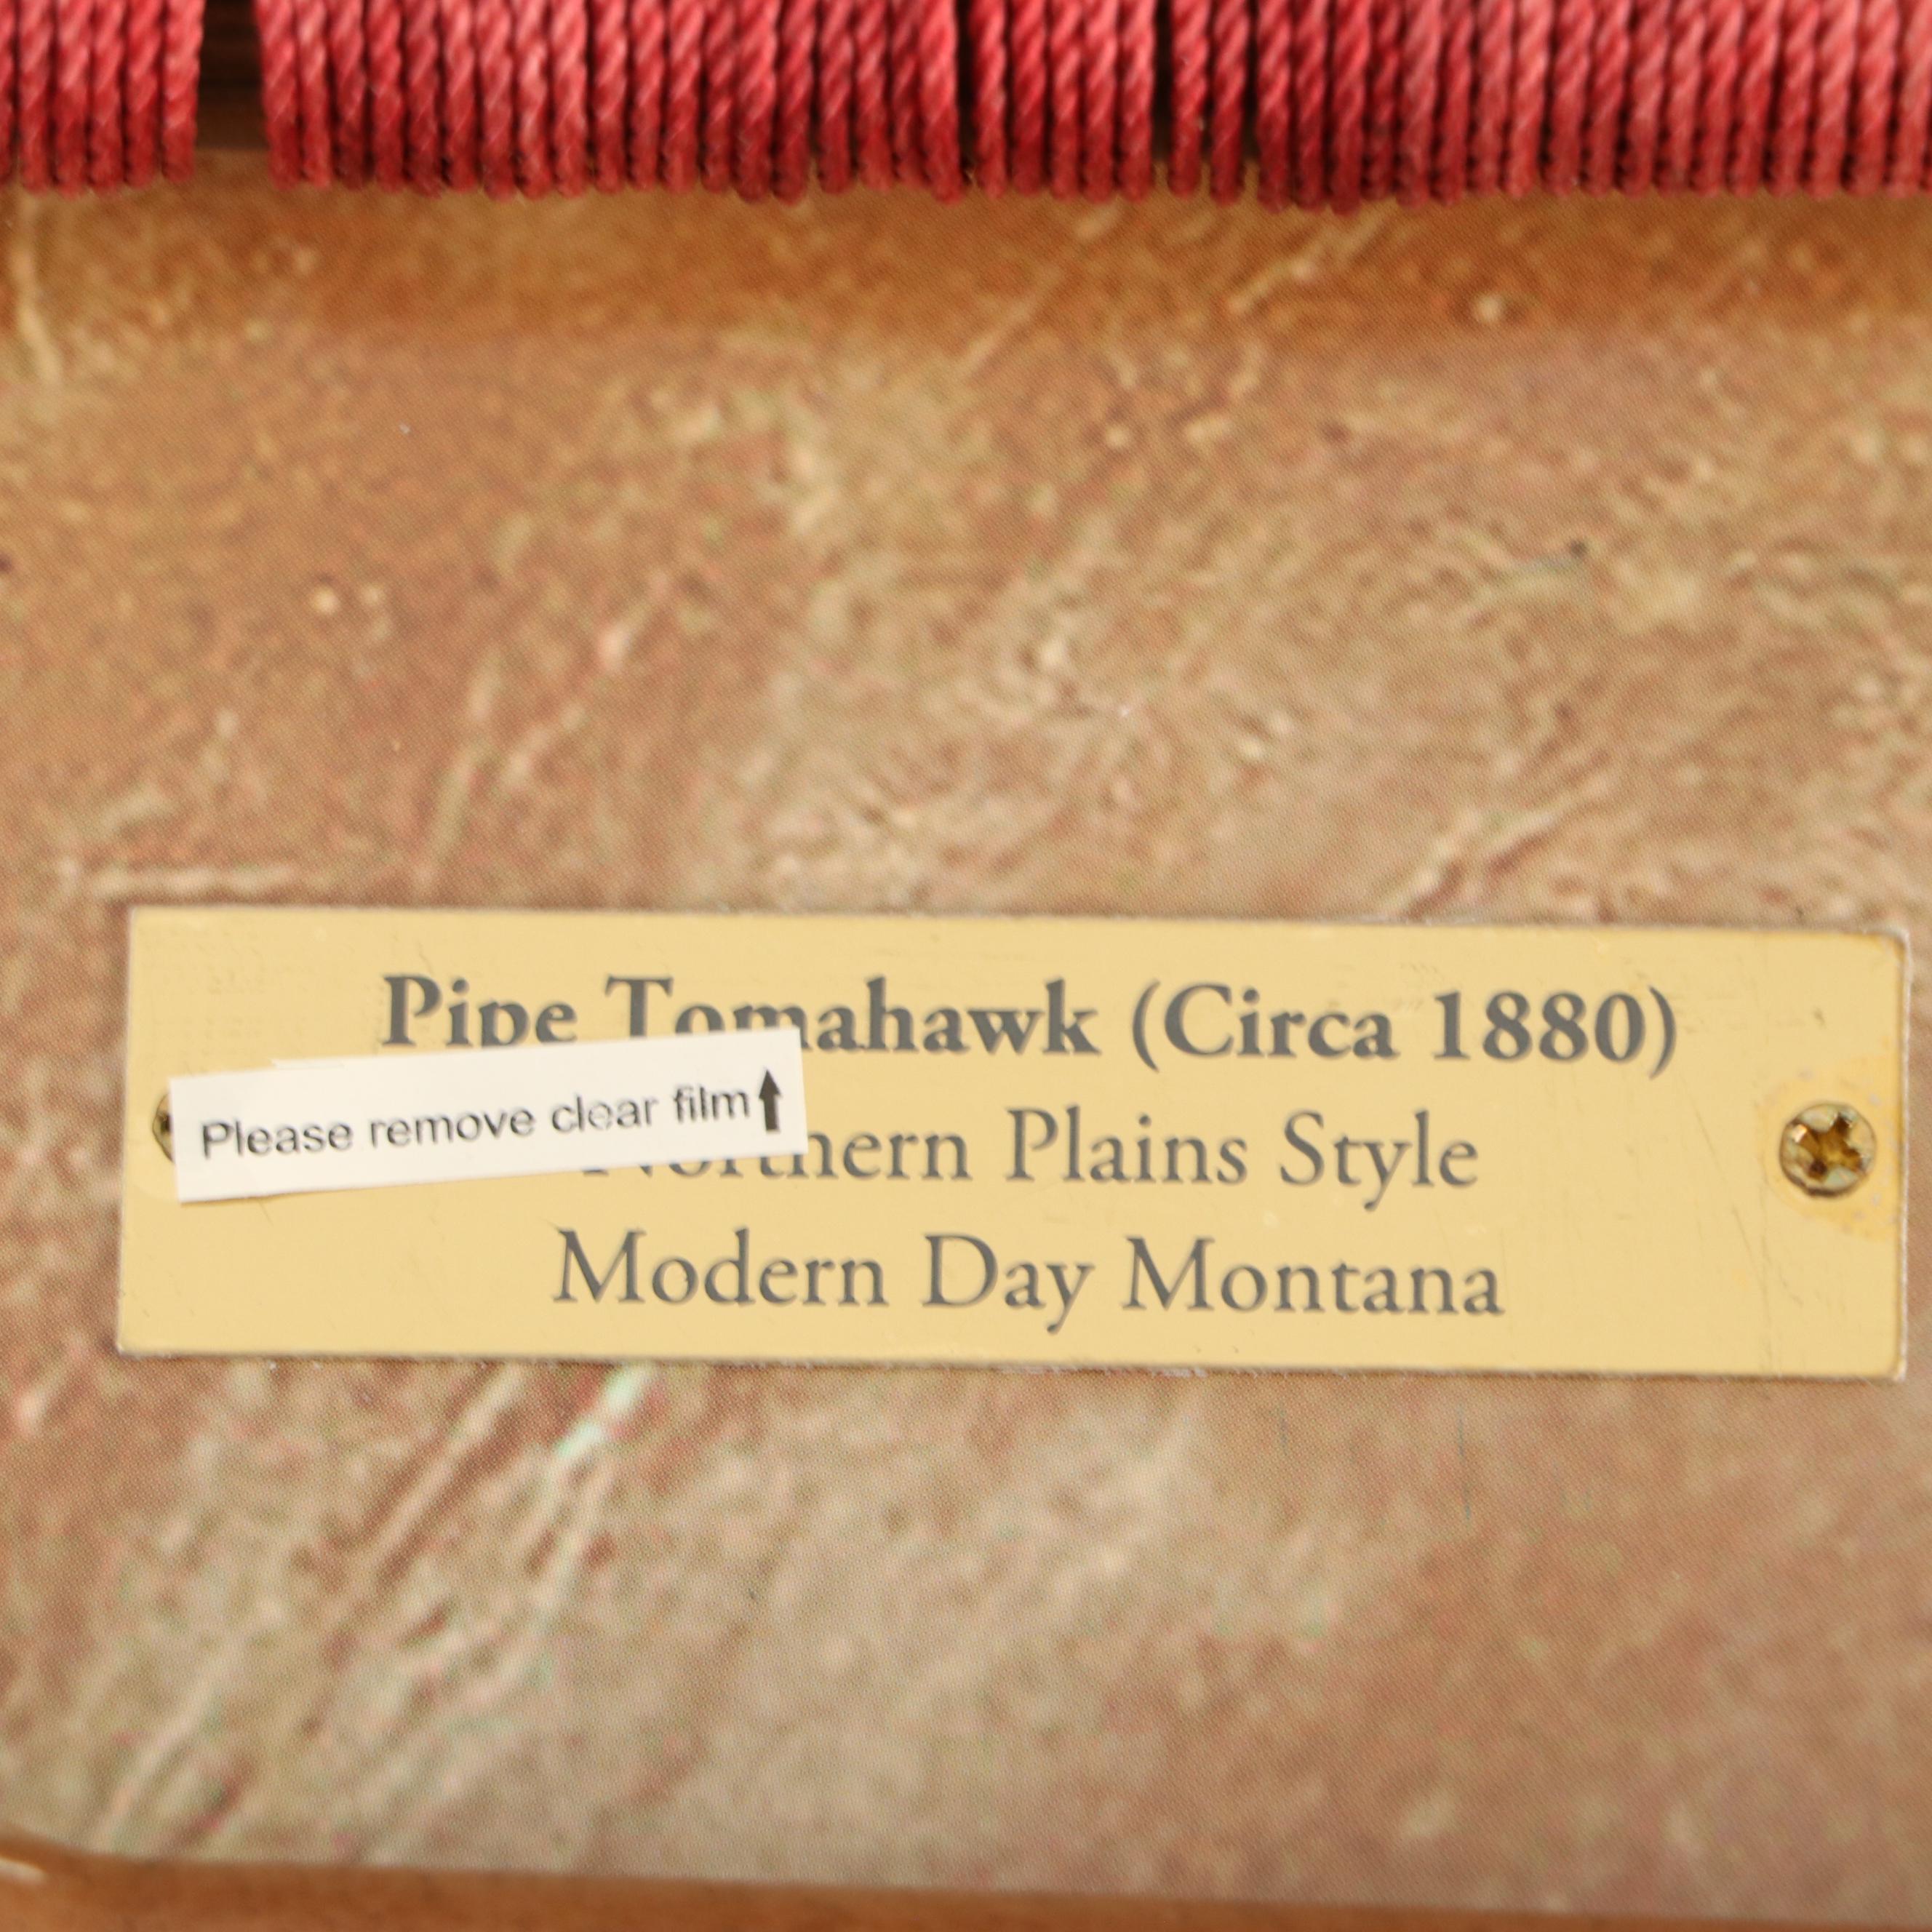 Pipe Tomahawk (Circa 1880)
Please remove clear film
Northern Plains Style
Modern Day Montana